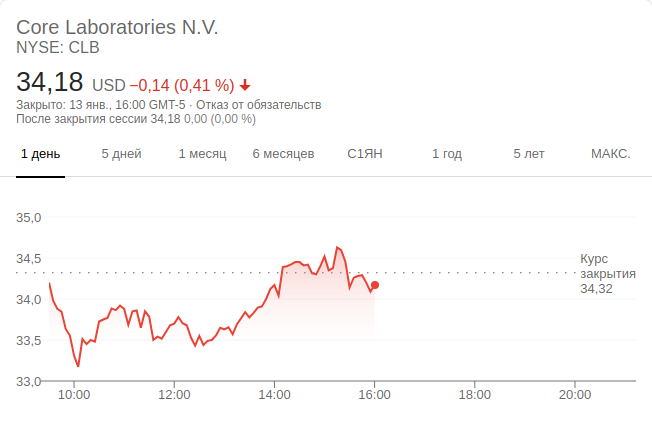 Core Laboratories N.V.
NYSE: CLB
34,18 USD −0,14 (0,41 %)
Закрыто: 13 янв., 16:00 GMT-5 · Отказ от обязательств
После закрытия сессии 34,18 0,00 (0,00 %)
1 день 5 дней 1 месяц 6 месяцев С1ЯН 1 год 5 лет МАКС.
35,0
34,5
34,0
33,5
33,0
Курс
закрытия
34,32
10:00 12:00 14:00 16:00 18:00 20:00